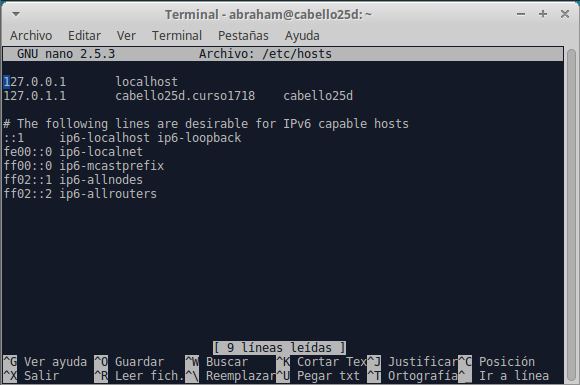 Terminal - abraham@cabello25d: ~
Archivo Editar Ver Terminal Pestañas Ayuda
GNU nano 2.5.3 Archivo: /etc/hosts
127.0.0.1 localhost
127.0.1.1 cabello25d.curso1718 cabello25d
# The following lines are desirable for IPv6 capable hosts
::1 ip6-localhost ip6-loopback
fe00::0 ip6-localnet
ff00::0 ip6-mcastprefix
ff02::1 ip6-allnodes
ff02::2 ip6-allrouters
[ 9 líneas leídas ]
^G Ver ayuda ^O Guardar ^W Buscar ^K Cortar Tex ^J Justificar ^C Posición
^X Salir ^R Leer fich. ^\ Reemplazar ^U Pegar txt ^T Ortografía ^_ Ir a línea